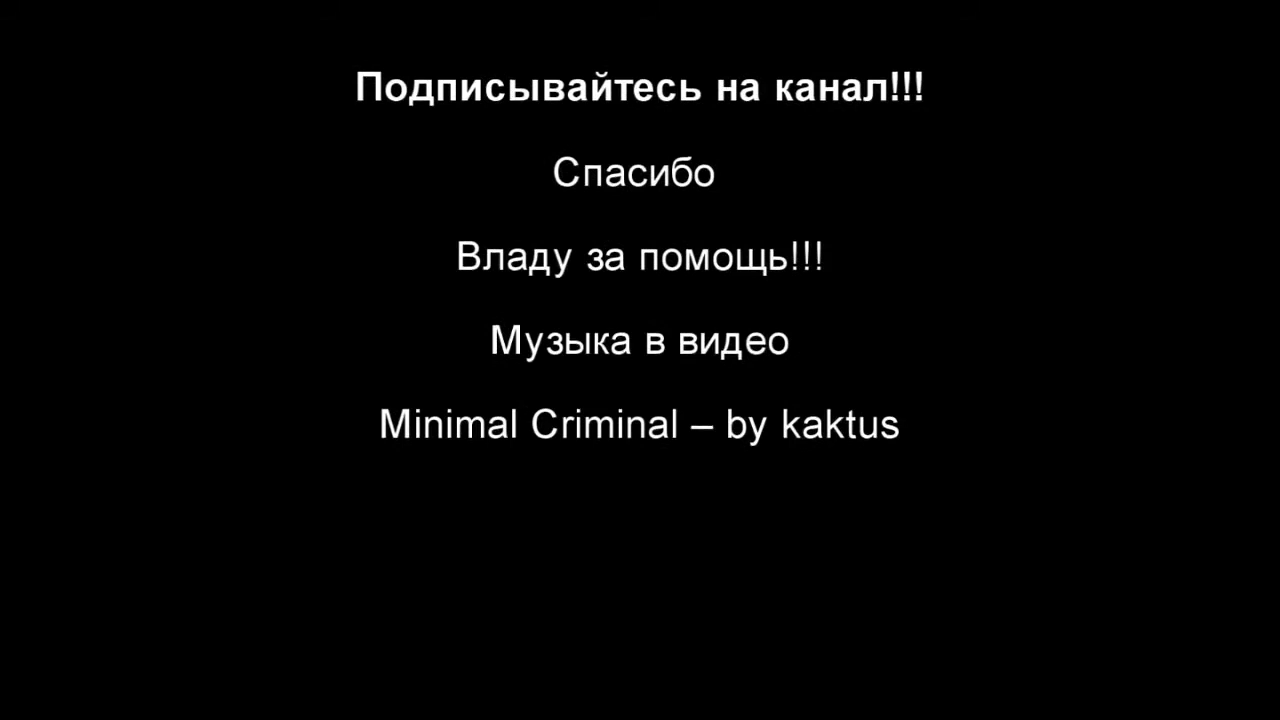 Подписывайтесь на канал!!!
Спасибо
Владу за помощь!!!
Музыка в видео
Minimal Criminal – by kaktus